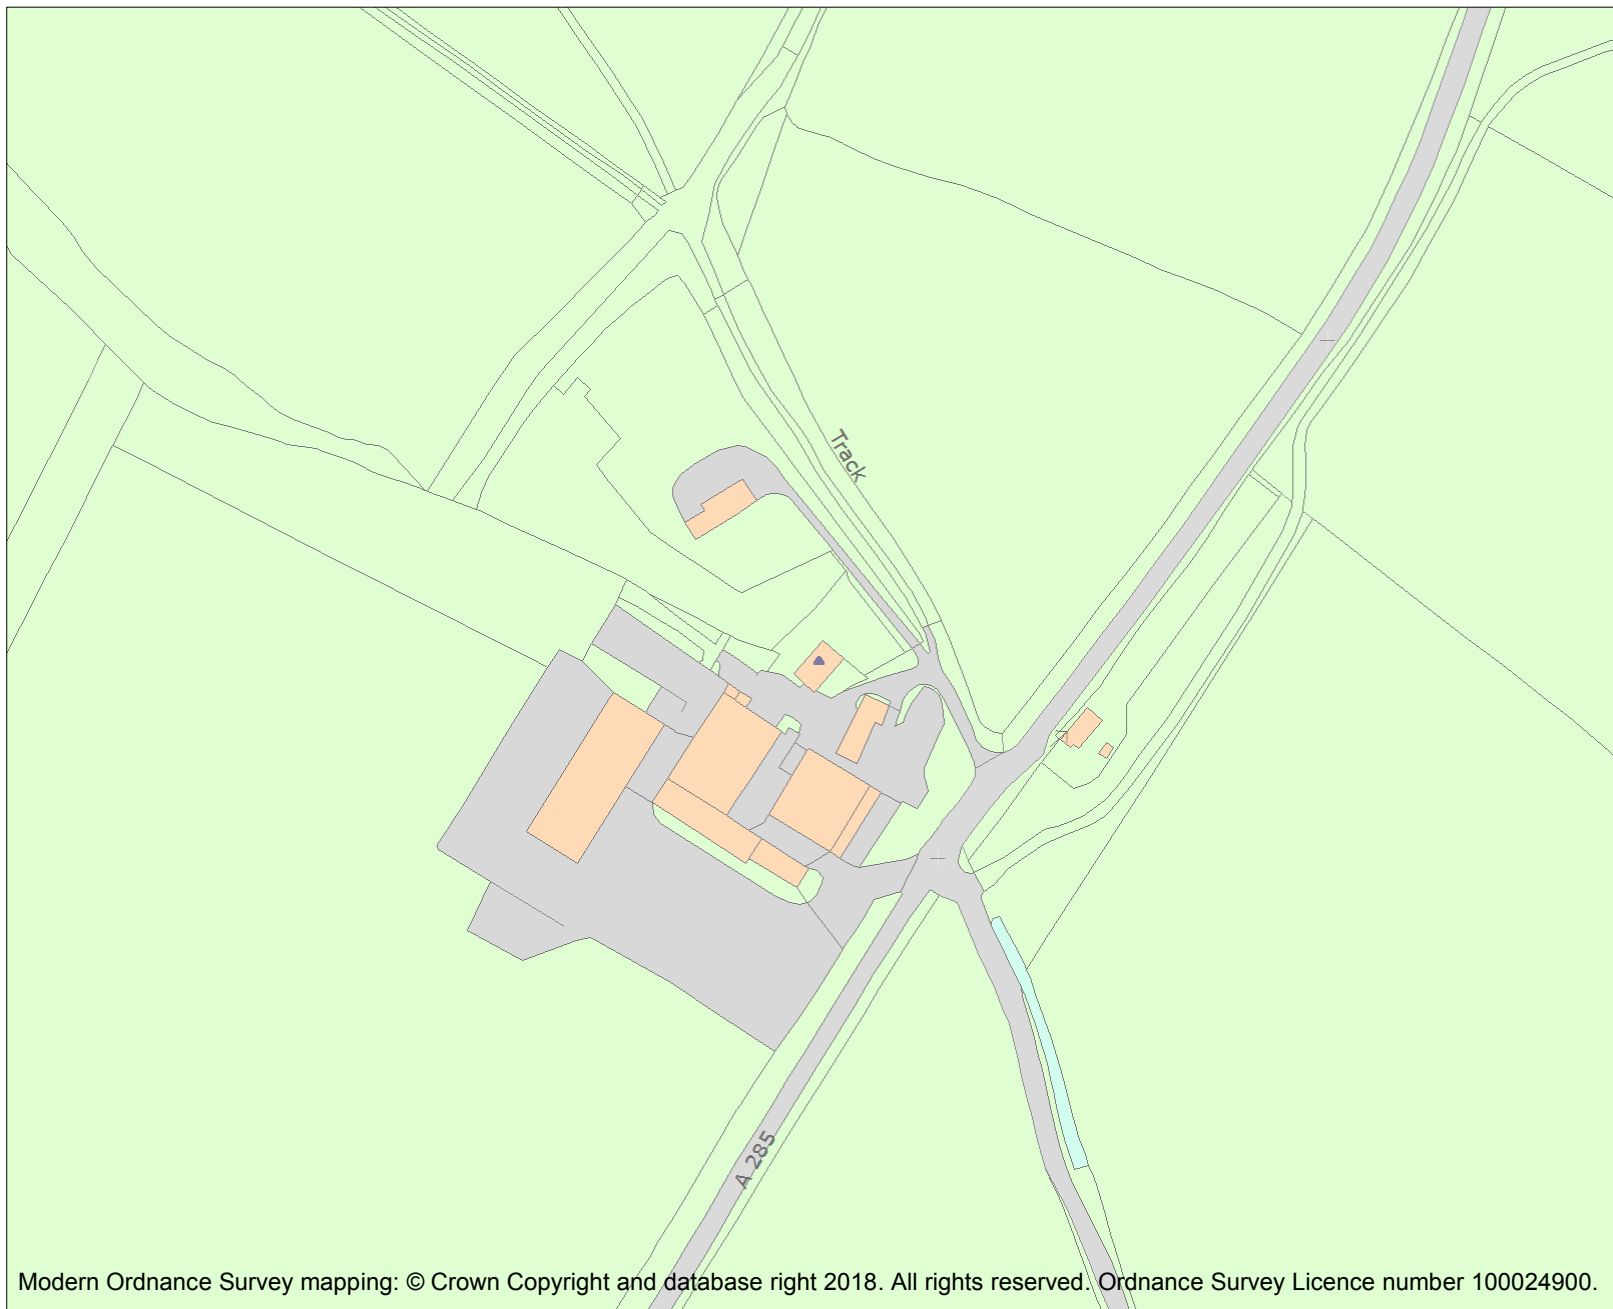 Track
A 285
Modern Ordnance Survey mapping: © Crown Copyright and database right 2018. All rights reserved. Ordnance Survey Licence number 100024900.